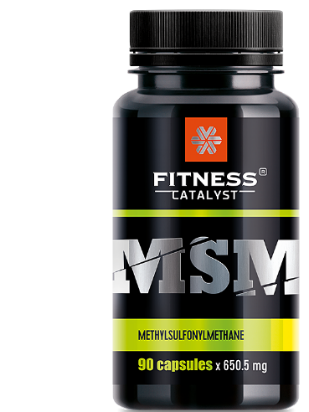 FITNESS®
CATALYST
MSM
METHYLSULFONYLMETHANE
90 capsules x 650.5 mg